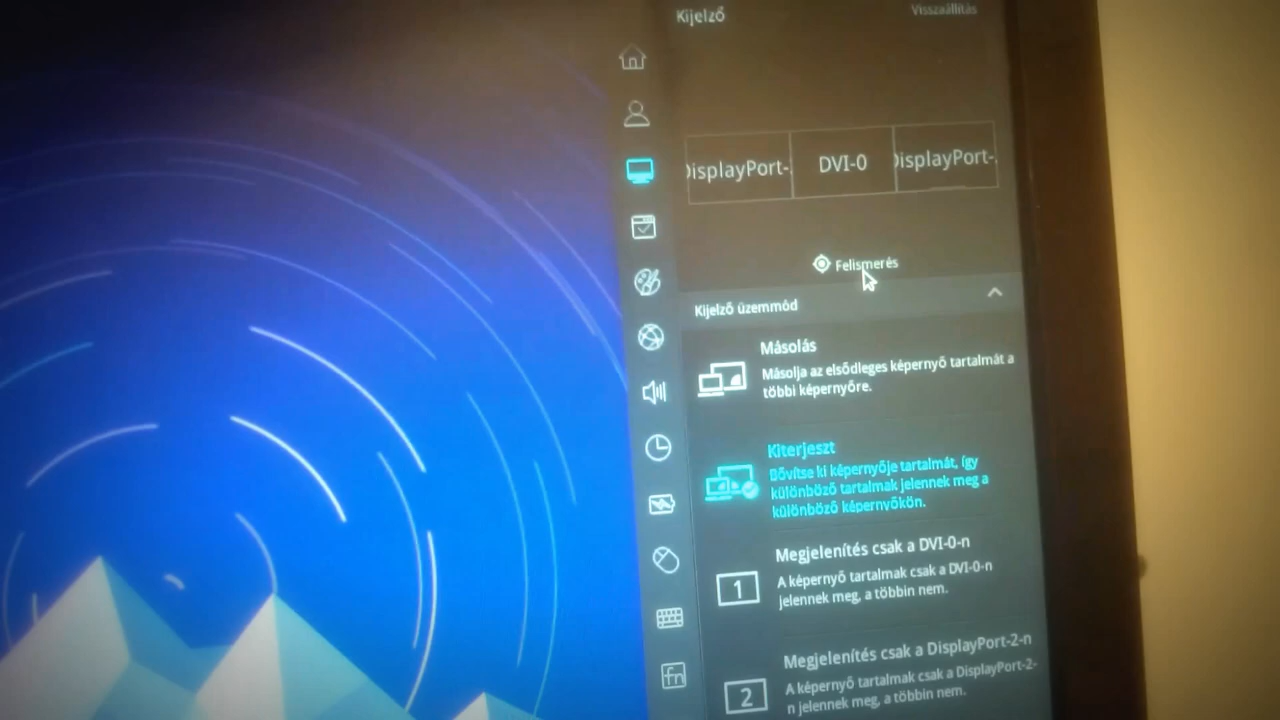 Kijelző
Visszaállítás
DisplayPort-
DVI-0
DisplayPort-
Felismerés
Kijelző üzemmód
Másolás
Másolja az elsődleges képernyő tartalmát a
többi képernyőre.
Kiterjeszt
Bővítse ki képernyője tartalmát, így
különböző tartalmak jelennek meg a
különböző képernyőkön.
Megjelenítés csak a DVI-0-n
1
A képernyő tartalmak csak a DVI-0-n
jelennek meg, a többin nem.
Megjelenítés csak a DisplayPort-2-n
2
A képernyő tartalmak csak a DisplayPort-2-
n jelennek meg, a többin nem.
fn